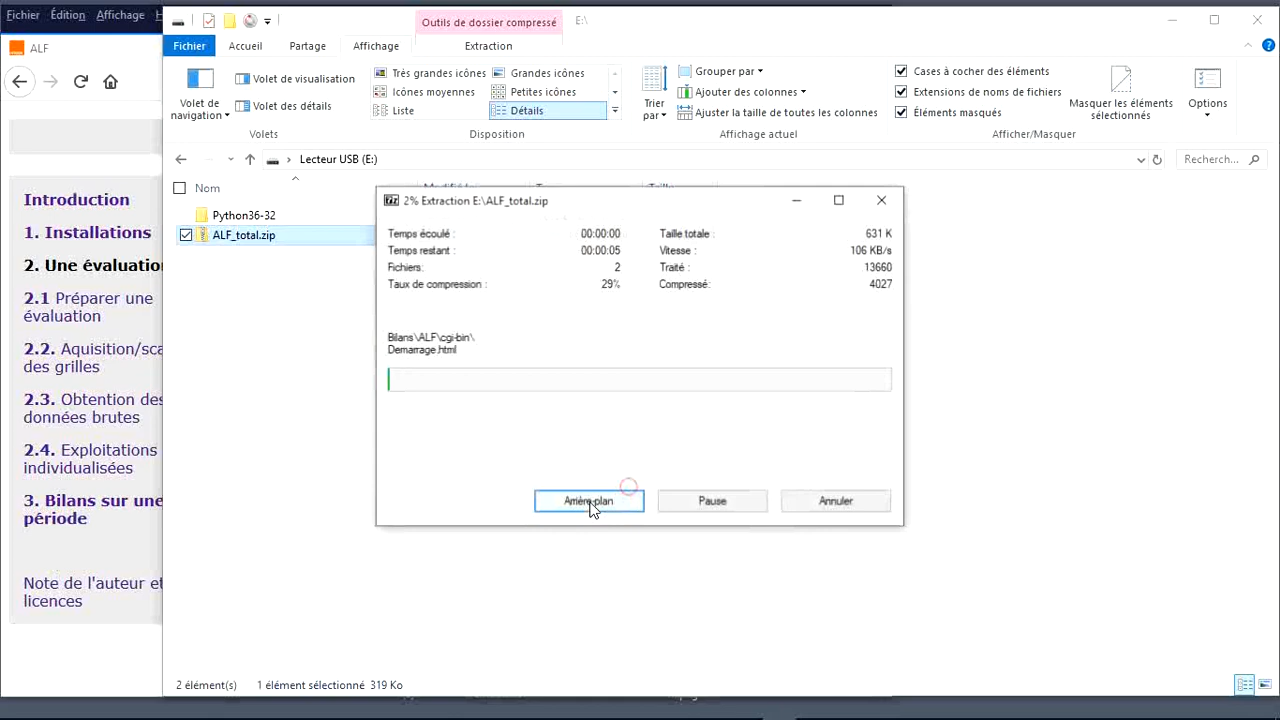 Fichier Édition Affichage H
ALF
Introduction
1. Installations
2. Une évaluation
2.1 Préparer une
évaluation
2.2. Aquisition/sca
des grilles
2.3. Obtention des
données brutes
2.4. Exploitations
individualisées
3. Bilans sur une
période
Note de l'auteur et
licences
Outils de dossier compressé E:\
Fichier Accueil Partage Affichage Extraction
Volet de navigation
Volet de visualisation
Volet des détails
Volets
Très grandes icônes Grandes icônes
Icônes moyennes Petites icônes
Liste Détails
Disposition
Trier par
Grouper par
Ajouter des colonnes
Ajuster la taille de toutes les colonnes
Affichage actuel
Cases à cocher des éléments
Extensions de noms de fichiers
Éléments masqués
Masquer les éléments
sélectionnés
Afficher/Masquer
Options
Lecteur USB (E:)
Recherch...
Nom
Python36-32
ALF_total.zip
2% Extraction E:\ALF_total.zip
Temps écoulé : 00:00:00 Taille totale : 631 K
Temps restant : 00:00:05 Vitesse : 106 KB/s
Fichiers: 2 Traité : 13660
Taux de compression : 29% Compressé: 4027
Bilans\ALF\cgi-bin\
Demarrage.html
Arrière plan Pause Annuler
2 élément(s) 1 élément sélectionné 319 Ko